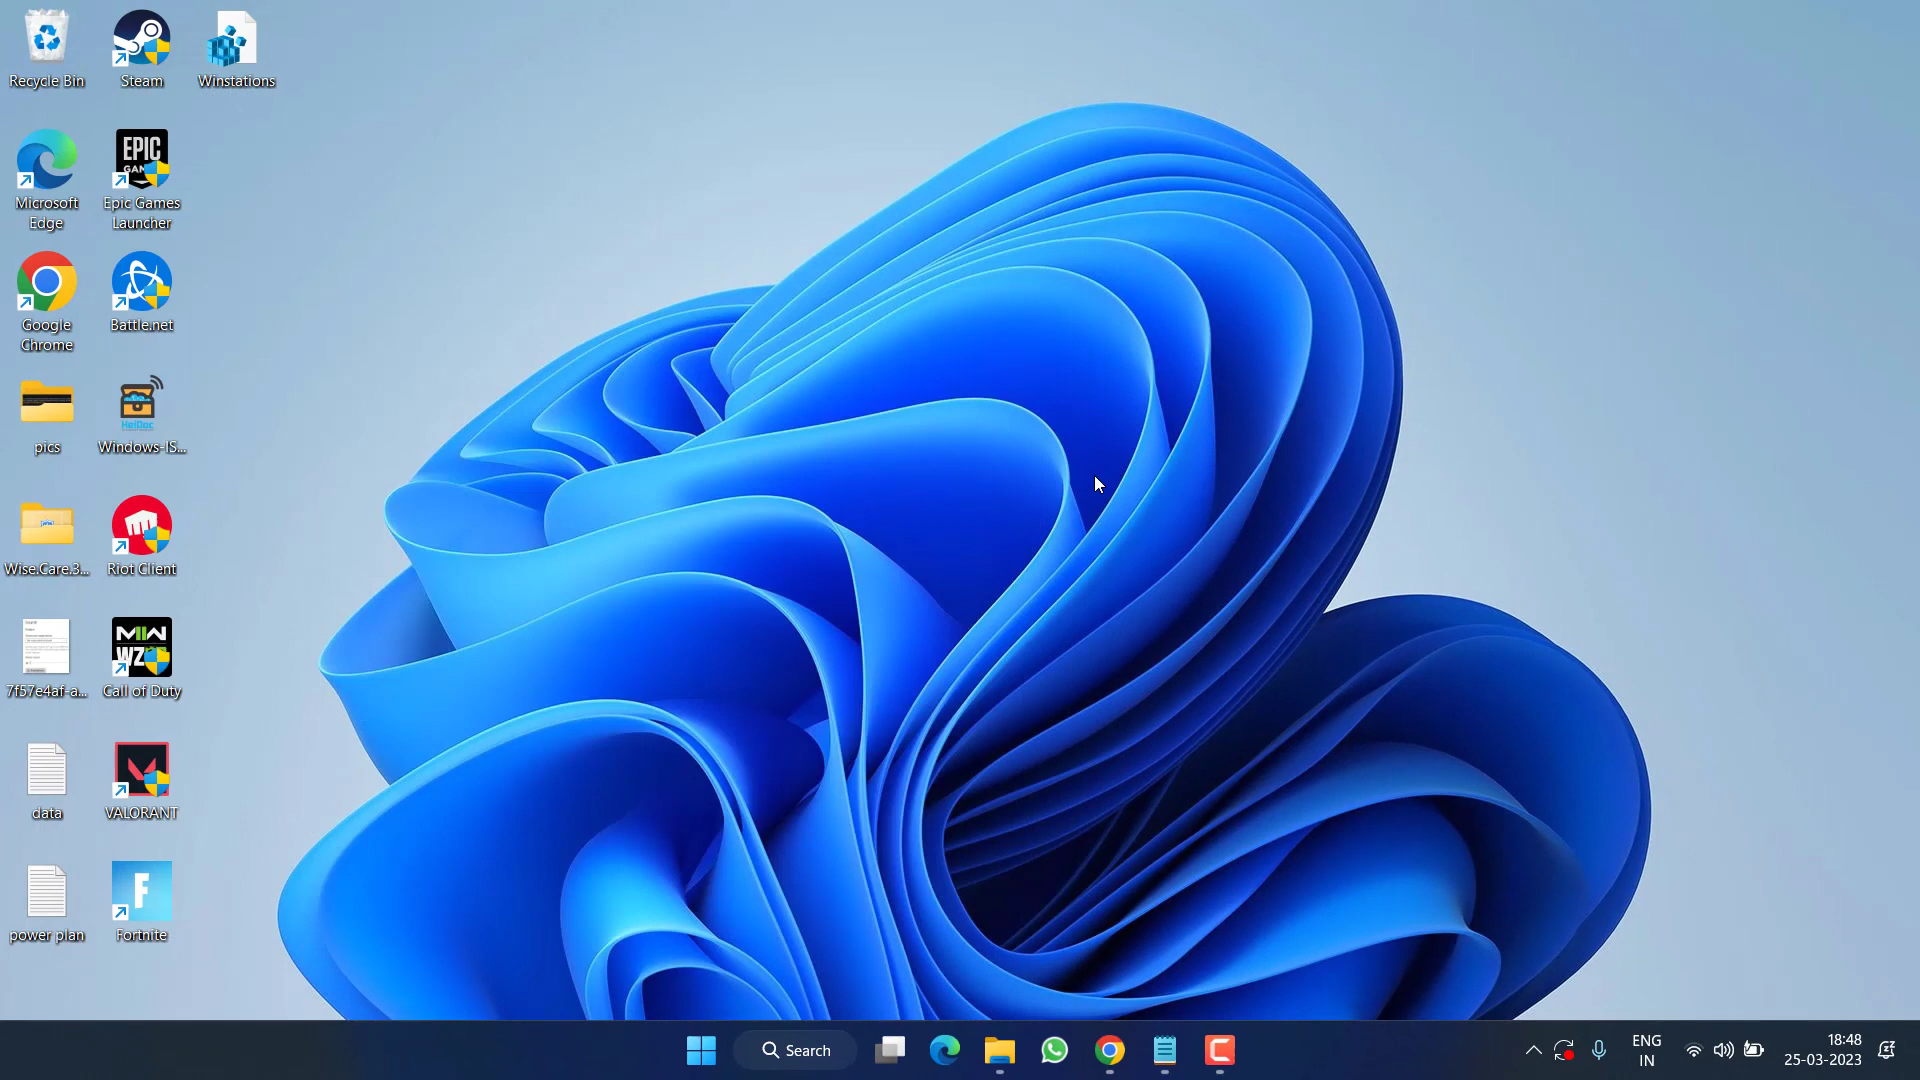 Recycle Bin
Steam
Winstations
EPIC
Microsoft
Edge
Epic Games
Launcher
Google
Chrome
Battle.net
HeiDoc
pics
Windows-IS...
Wise.Care.3...
Riot Client
MW
WZ
7f57e4af-a...
Call of Duty
data
VALORANT
F
power plan
Fortnite
Search
ENG
IN
18:48
25-03-2023